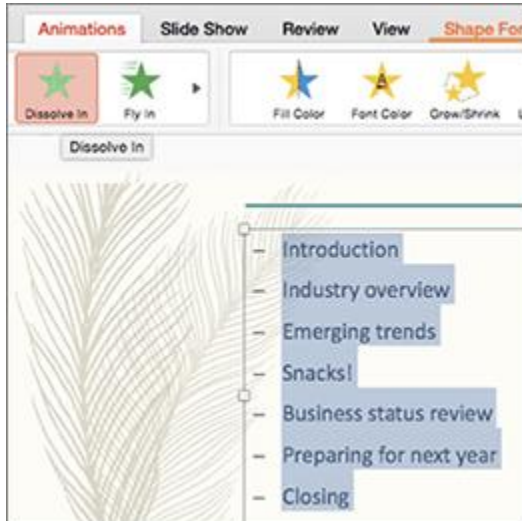 Animations Slide Show Review View Shape For
Dissolve In Fly In Fill Color Font Color Grow/Shrink
Dissolve In
– Introduction
– Industry overview
– Emerging trends
– Snacks!
– Business status review
– Preparing for next year
– Closing